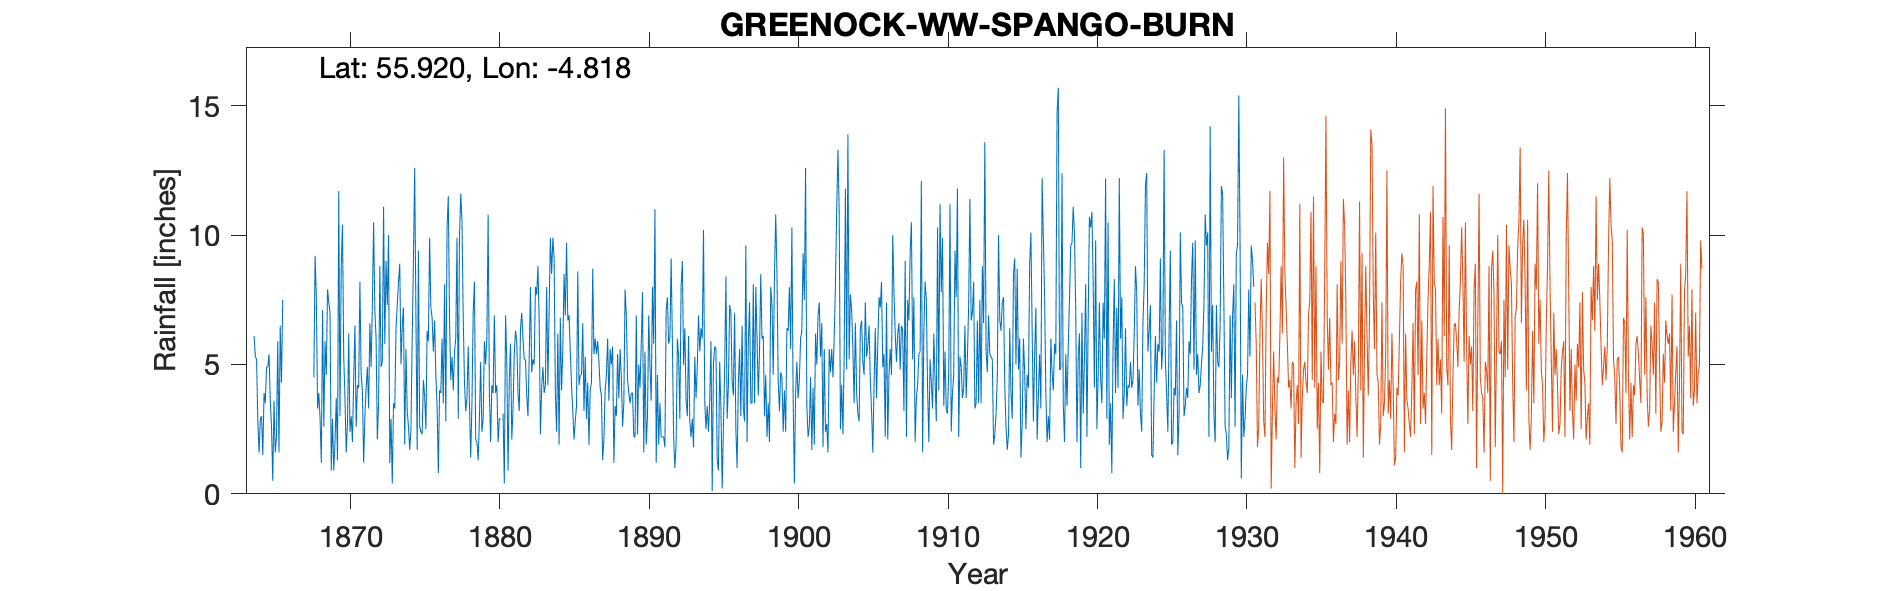 GREENOCK-WW-SPANGO-BURN
Lat: 55.920, Lon: -4.818
15
10
5
0
Rainfall [inches]
1870 1880 1890 1900 1910 1920 1930 1940 1950 1960
Year